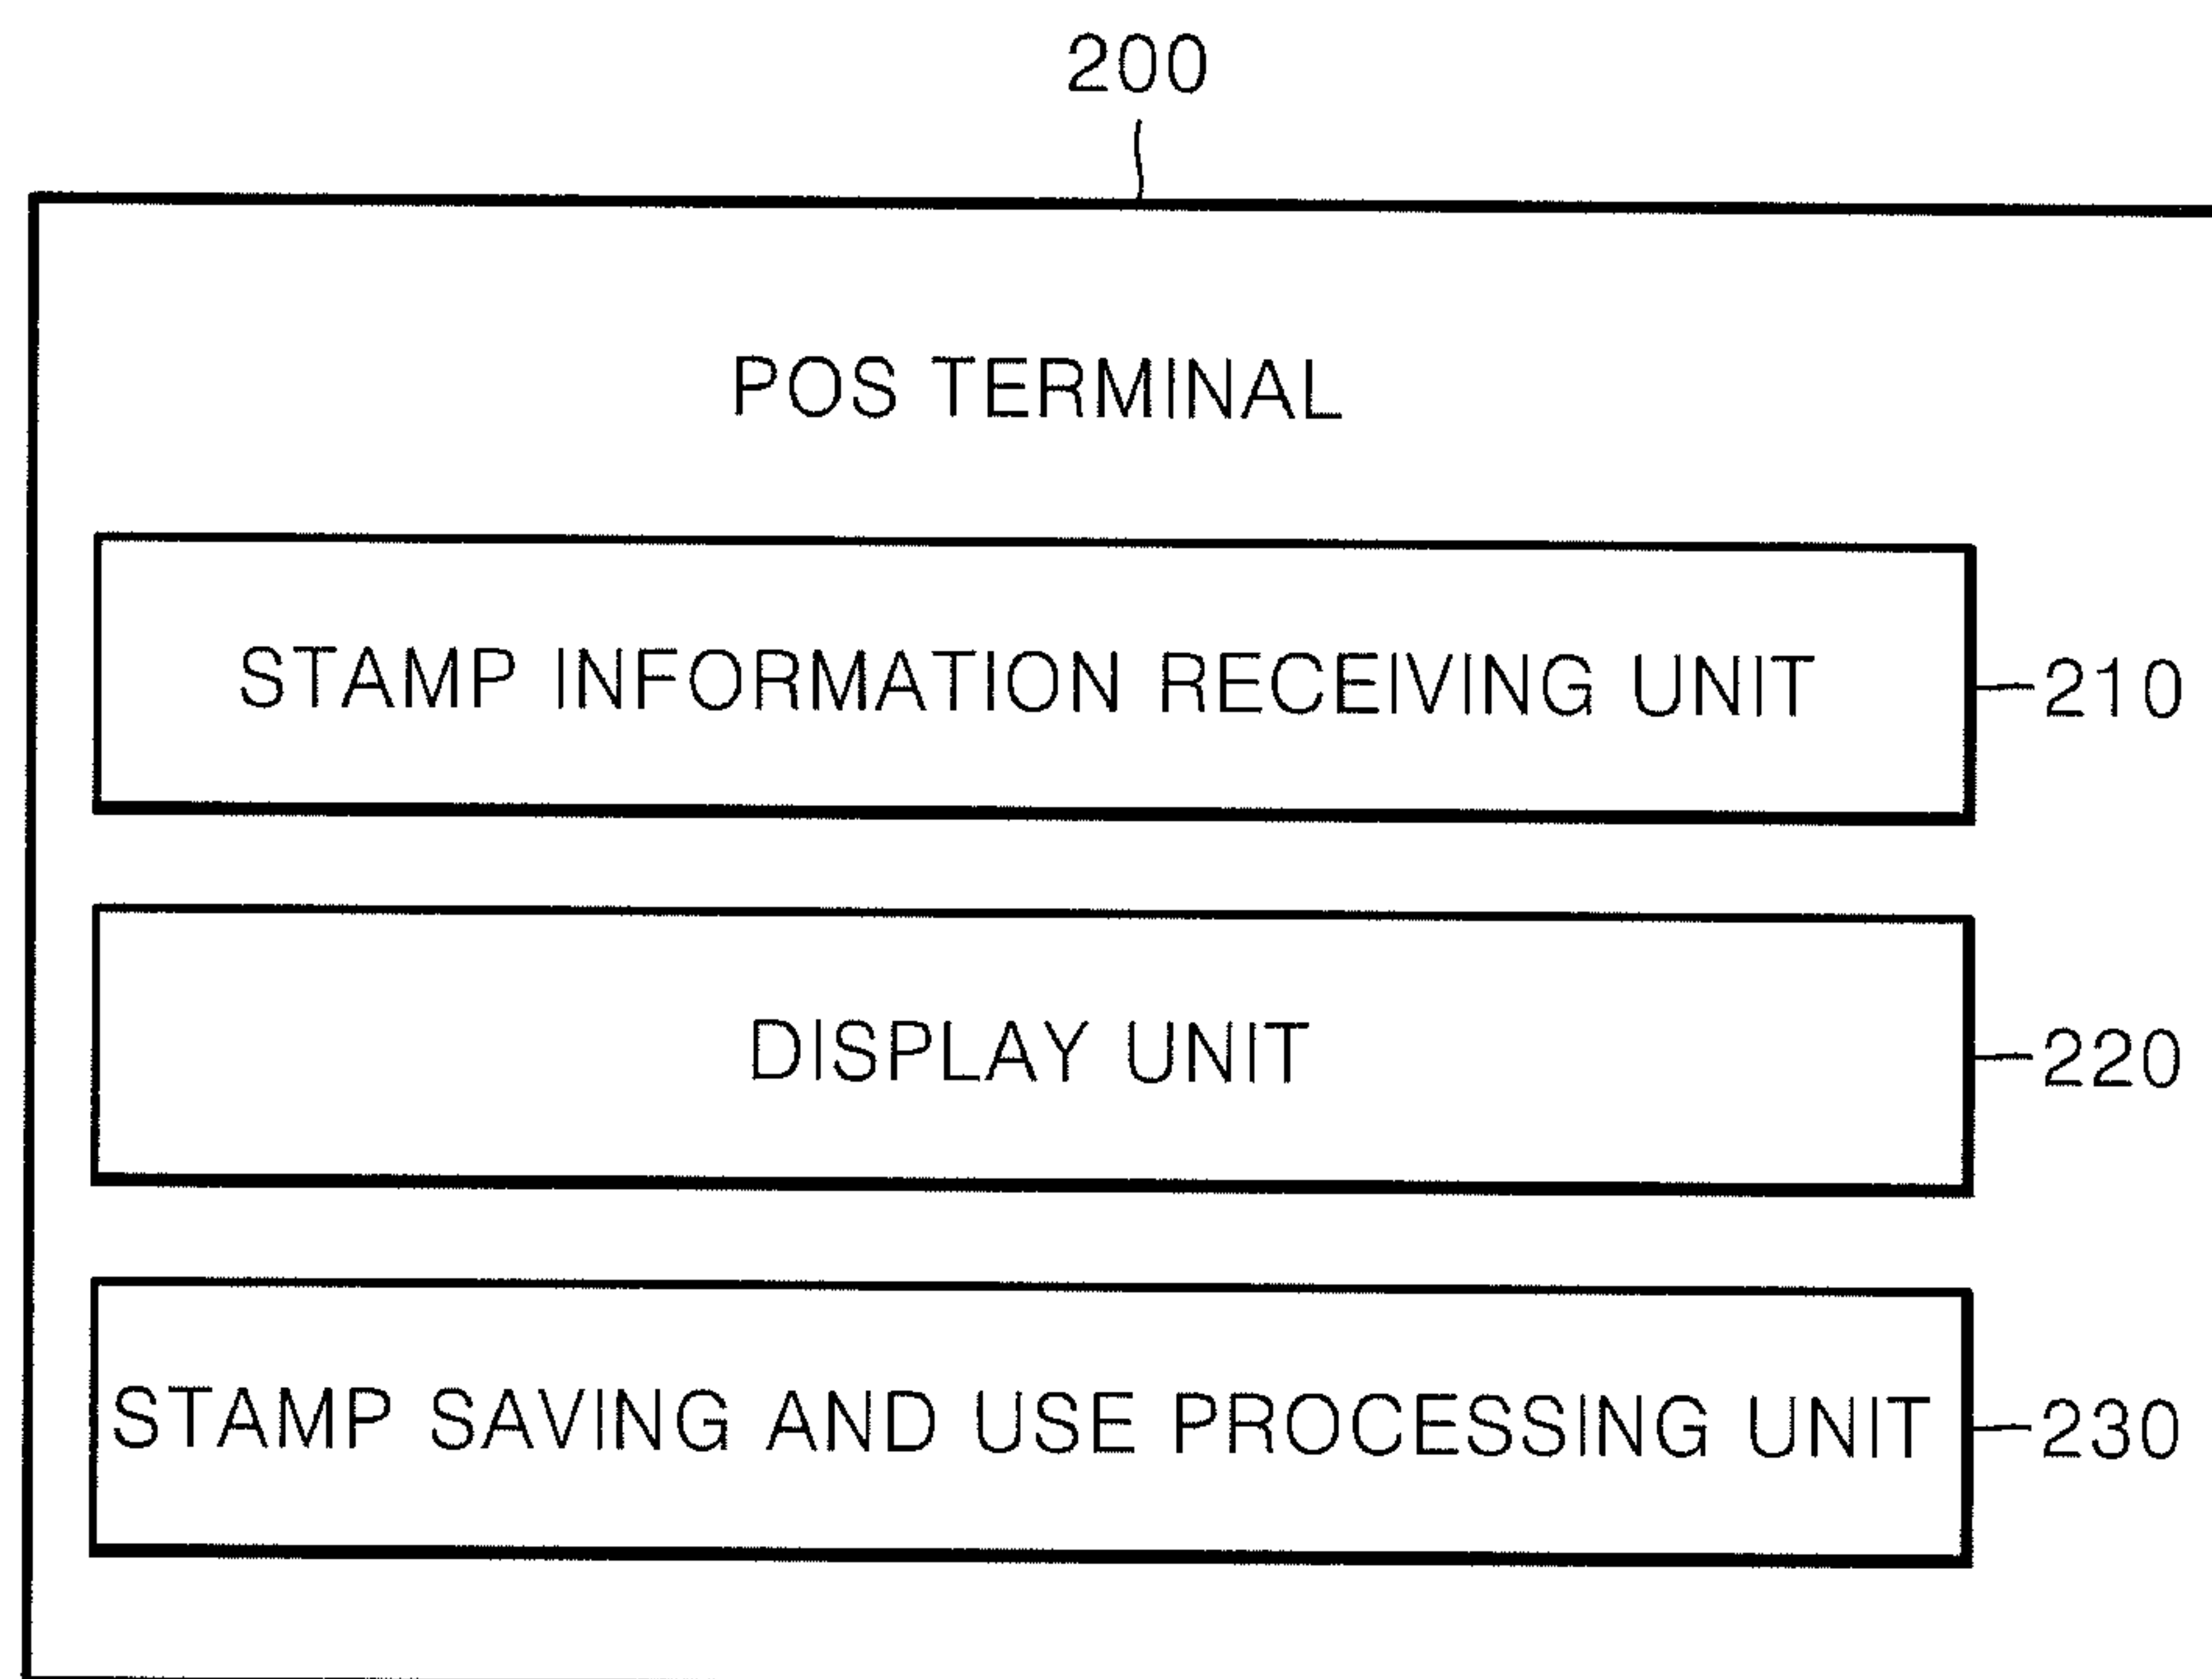 200
POS TERMINAL
STAMP INFORMATION RECEIVING UNIT
210
DISPLAY UNIT
220
STAMP SAVING AND USE PROCESSING UNIT
230